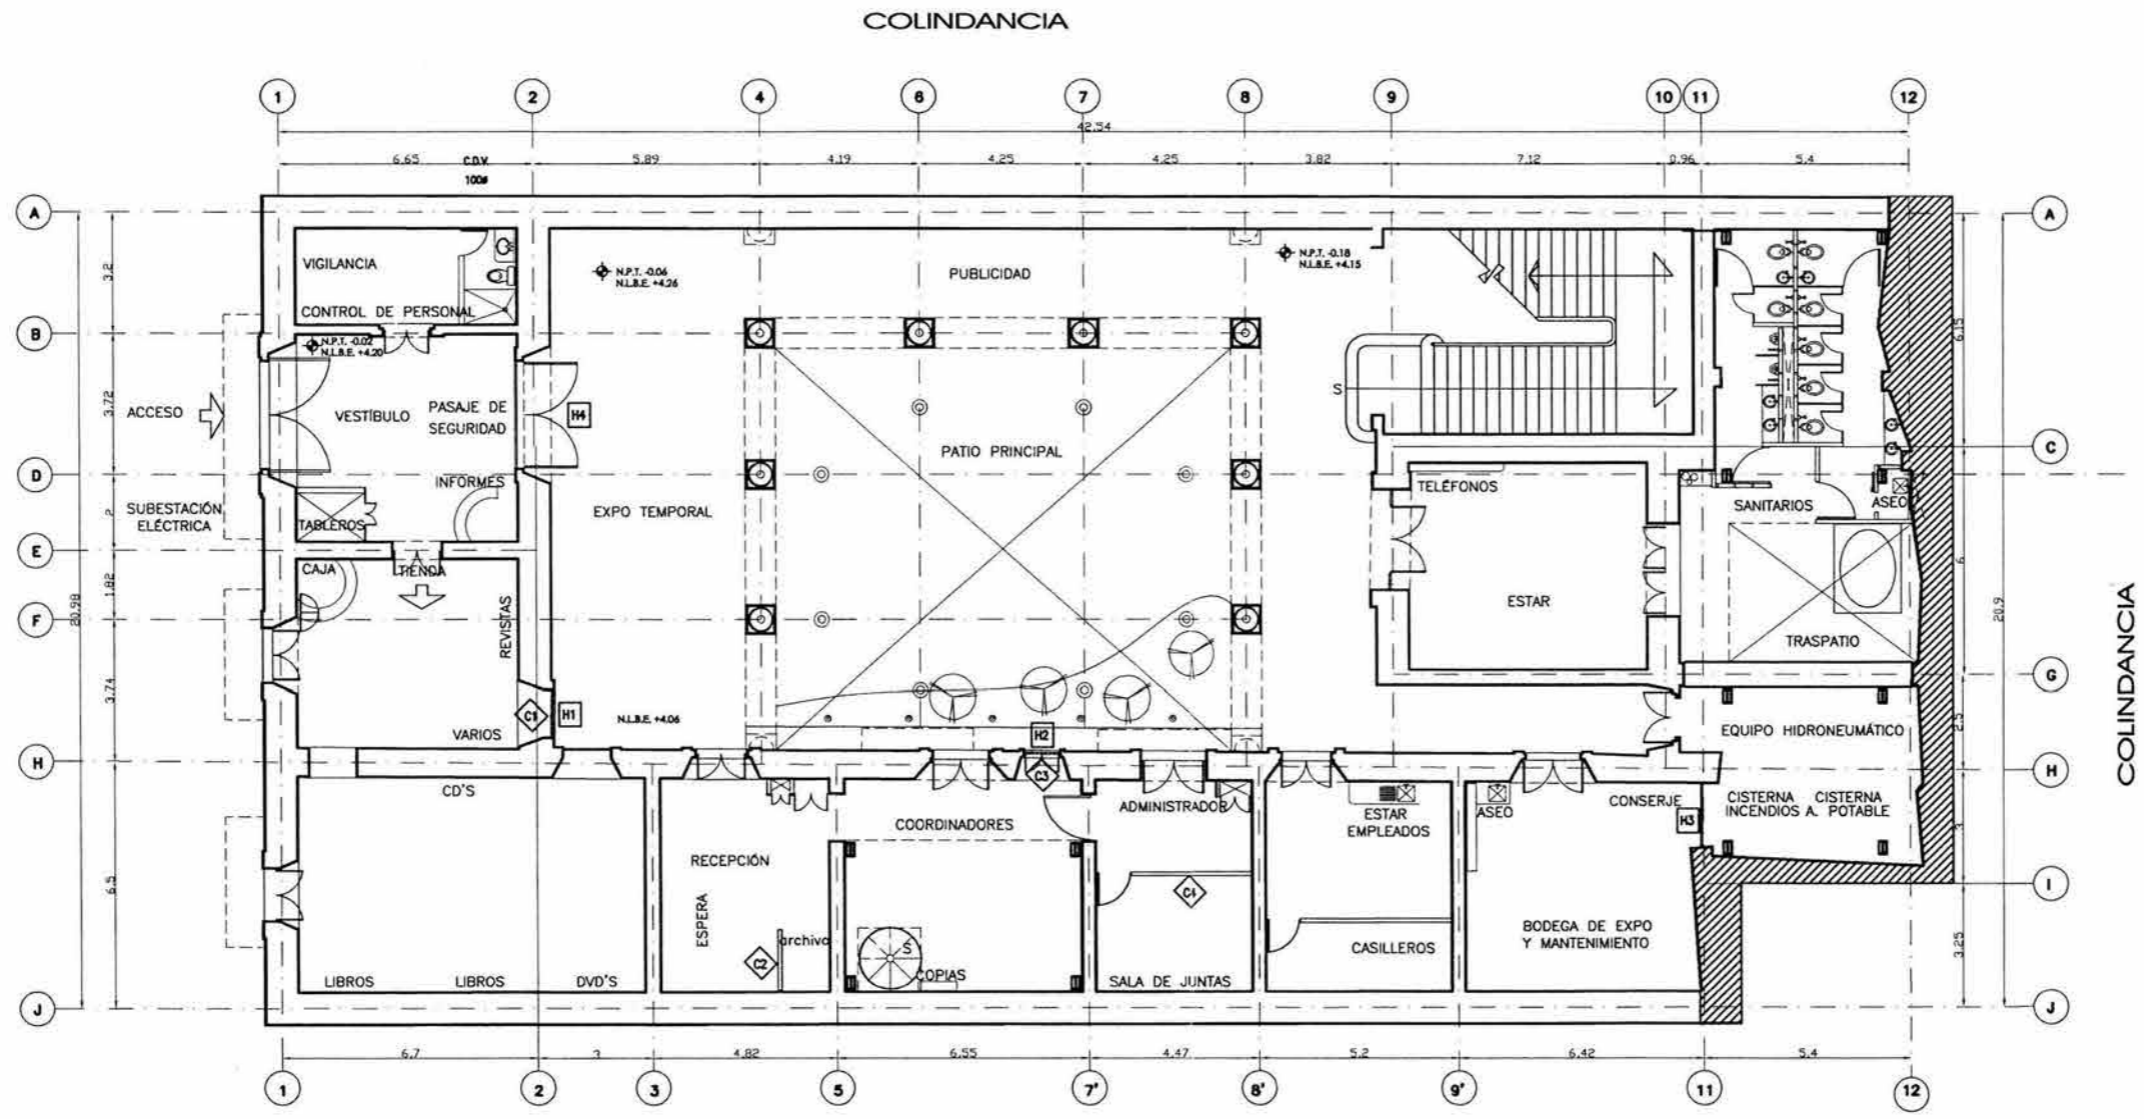 COLINDANCIA
1 2 4 6 7 8 9 10 11 12
42.54
6.65 C.D.V. 5.89 4.19 4.25 4.25 3.82 7.12 0.96 5.4
A
A
VIGILANCIA
N.P.T. -0.06
N.L.B.E. +4.26
PUBLICIDAD
N.P.T. -0.18
N.L.B.E. +4.15
3.2
CONTROL DE PERSONAL
6.15
B
N.P.T. -0.02
N.L.B.E. +4.20
S
ACCESO
3.72
VESTÍBULO
PASAJE DE
SEGURIDAD
H4
PATIO PRINCIPAL
C
D
INFORMES
TELÉFONOS
SANITARIOS
ASEO
SUBESTACIÓN
ELÉCTRICA
2
TABLEROS
EXPO TEMPORAL
E
CAJA
TIENDA
6
1.82
20.98
REVISTAS
ESTAR
20.9
COLINDANCIA
F
TRASPATIO
G
3.74
C1
H1
N.L.B.E. +4.06
VARIOS
H2
EQUIPO HIDRONEUMÁTICO
2.5
H
C3
H
CD'S
ADMINISTRADOR
ESTAR
EMPLEADOS
ASEO
CONSERJE
H3
CISTERNA CISTERNA
INCENDIOS A. POTABLE
3
COORDINADORES
RECEPCIÓN
6.5
ESPERA
C4
I
archivo
C2
S
COPIAS
SALA DE JUNTAS
CASILLEROS
BODEGA DE EXPO
Y MANTENIMIENTO
3.25
LIBROS LIBROS DVD'S
J
J
6.7 3 4.82 6.55 4.47 5.2 6.42 5.4
1 2 3 5 7' 8' 9' 11 12